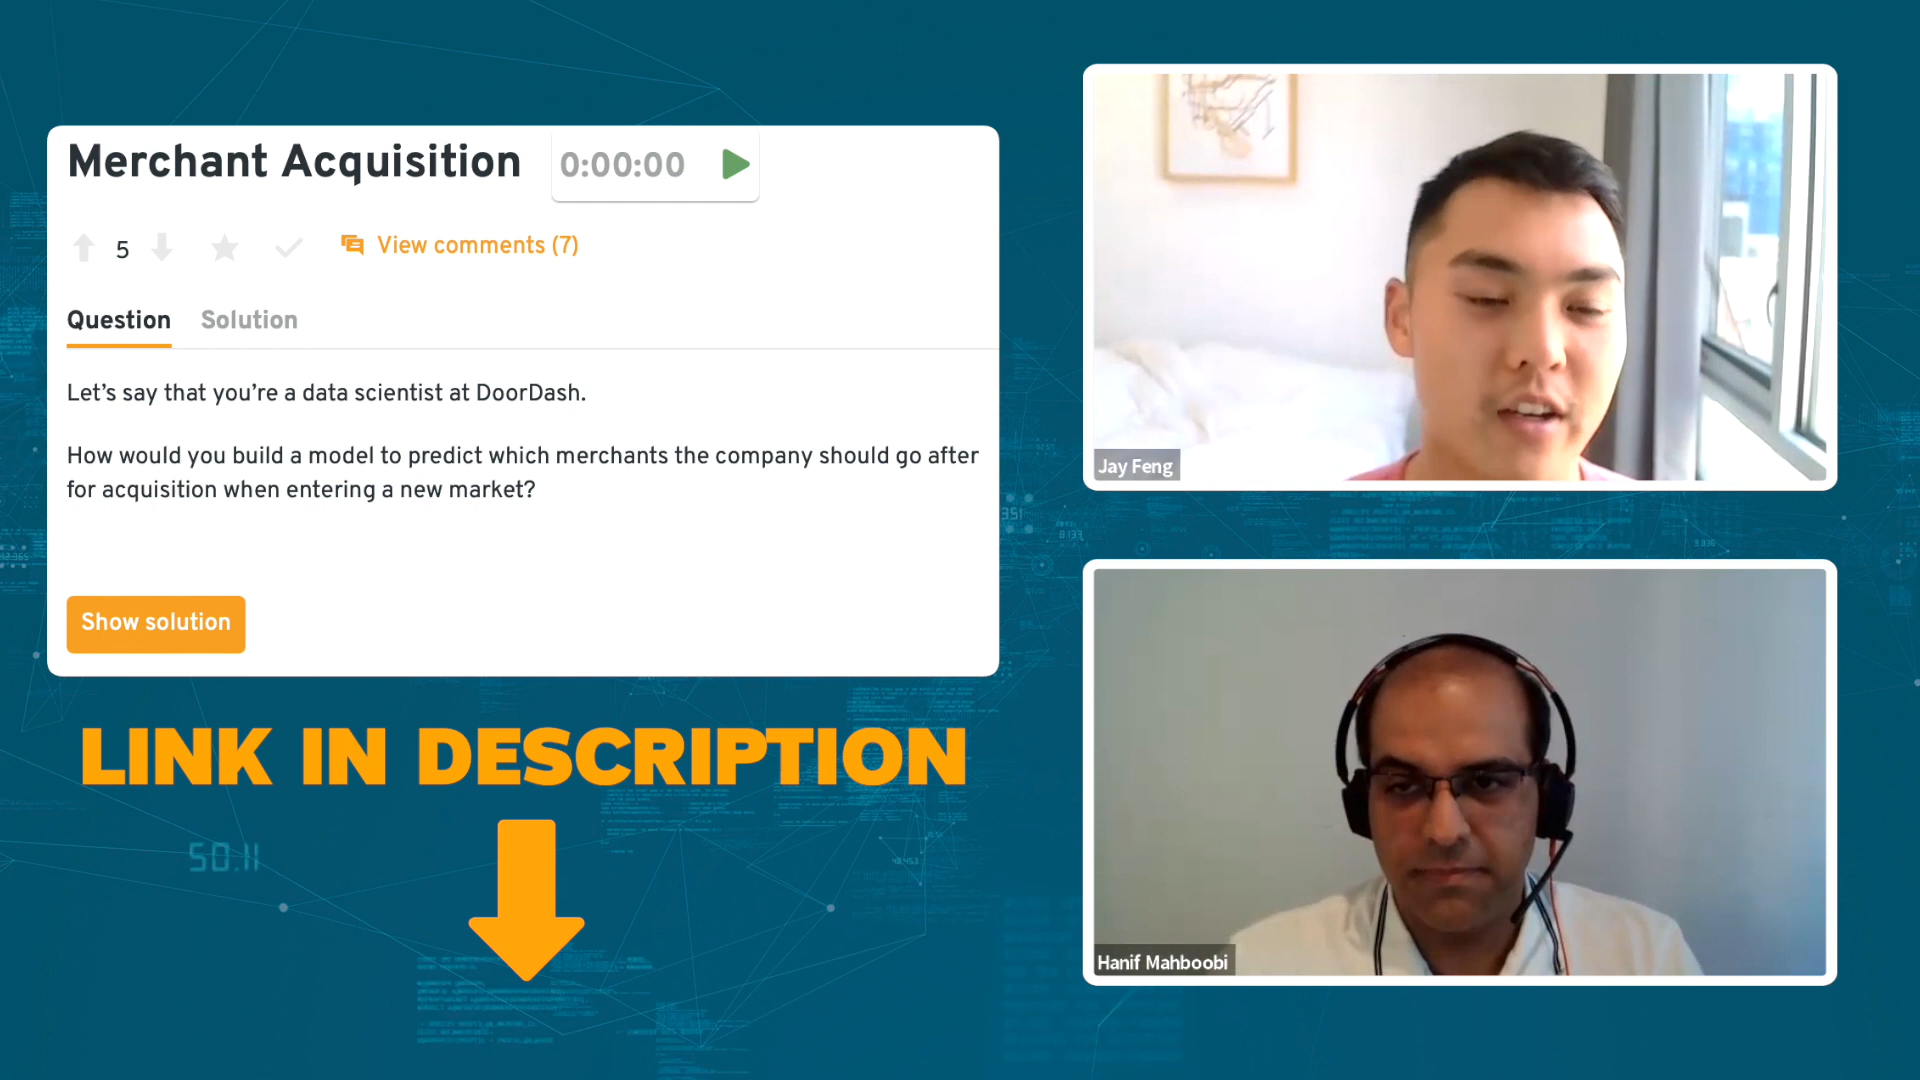 Merchant Acquisition
0:00:00
5
View comments (7)
Question
Solution
Let’s say that you’re a data scientist at DoorDash.
How would you build a model to predict which merchants the company should go after
for acquisition when entering a new market?
Show solution
LINK IN DESCRIPTION
50.11
Jay Feng
Hanif Mahboobi